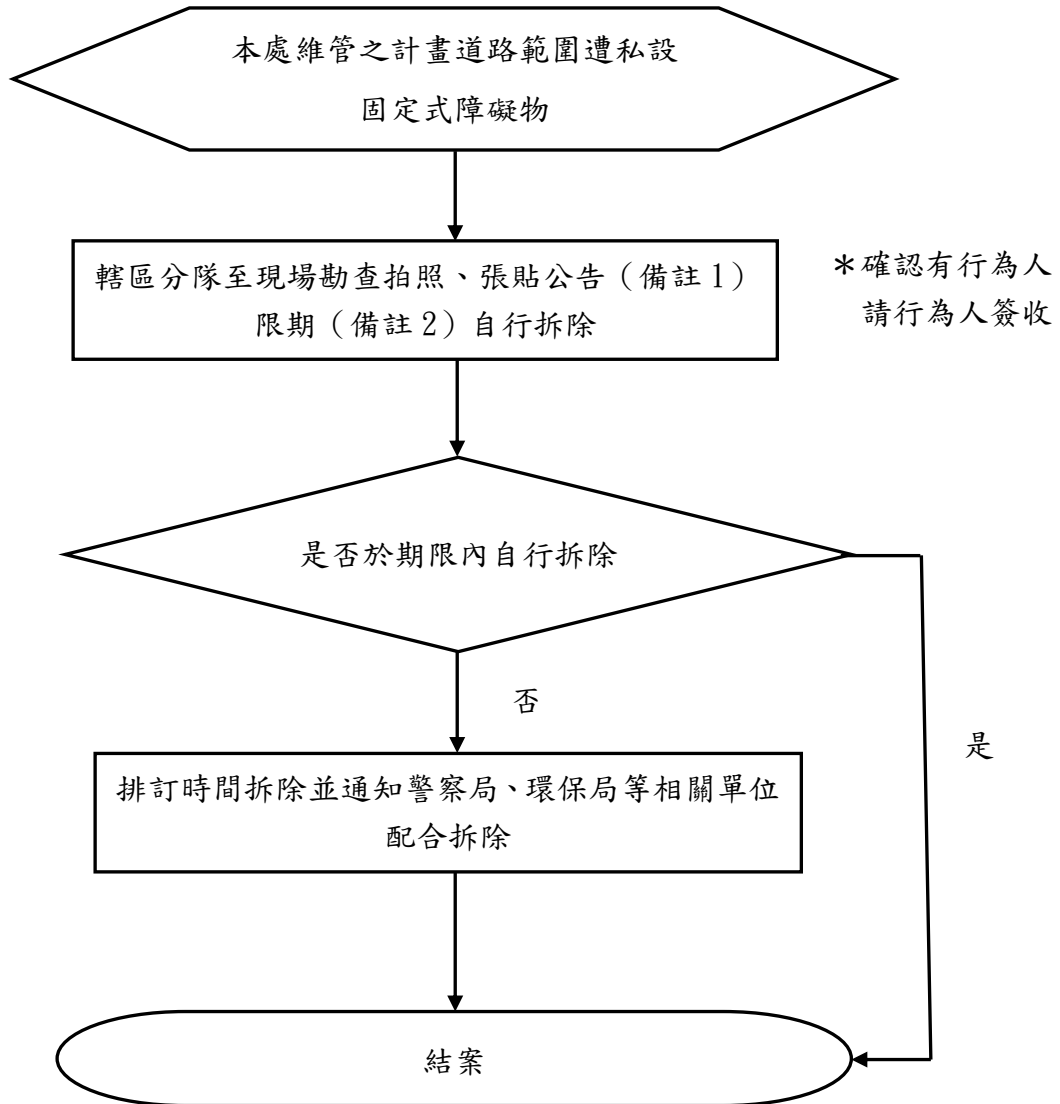 本處維管之計畫道路範圍遭私設
固定式障礙物
轄區分隊至現場勘查拍照、張貼公告（備註1）
限期（備註2）自行拆除
＊確認有行為人
請行為人簽收
是否於期限內自行拆除
否
是
排訂時間拆除並通知警察局、環保局等相關單位
配合拆除
結案